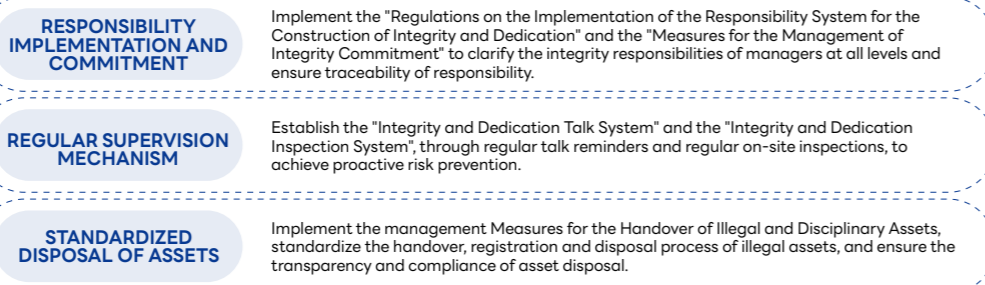 RESPONSIBILITY
IMPLEMENTATION AND
COMMITMENT
Implement the "Regulations on the Implementation of the Responsibility System for the
Construction of Integrity and Dedication" and the "Measures for the Management of
Integrity Commitment" to clarify the integrity responsibilities of managers at all levels and
ensure traceability of responsibility.
REGULAR SUPERVISION
MECHANISM
Establish the "Integrity and Dedication Talk System" and the "Integrity and Dedication
Inspection System", through regular talk reminders and regular on-site inspections, to
achieve proactive risk prevention.
STANDARDIZED
DISPOSAL OF ASSETS
Implement the management Measures for the Handover of Illegal and Disciplinary Assets,
standardize the handover, registration and disposal process of illegal assets, and ensure the
transparency and compliance of asset disposal.